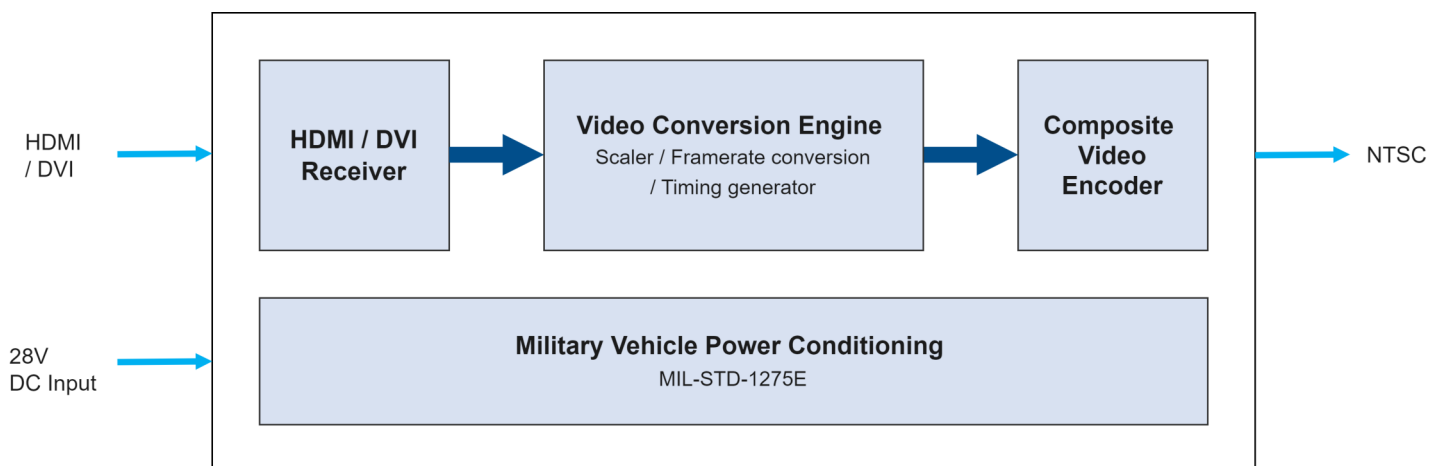 HDMI
/ DVI
HDMI / DVI
Receiver
Video Conversion Engine
Scaler / Framerate conversion
/ Timing generator
Composite
Video
Encoder
NTSC
28V
DC Input
Military Vehicle Power Conditioning
MIL-STD-1275E